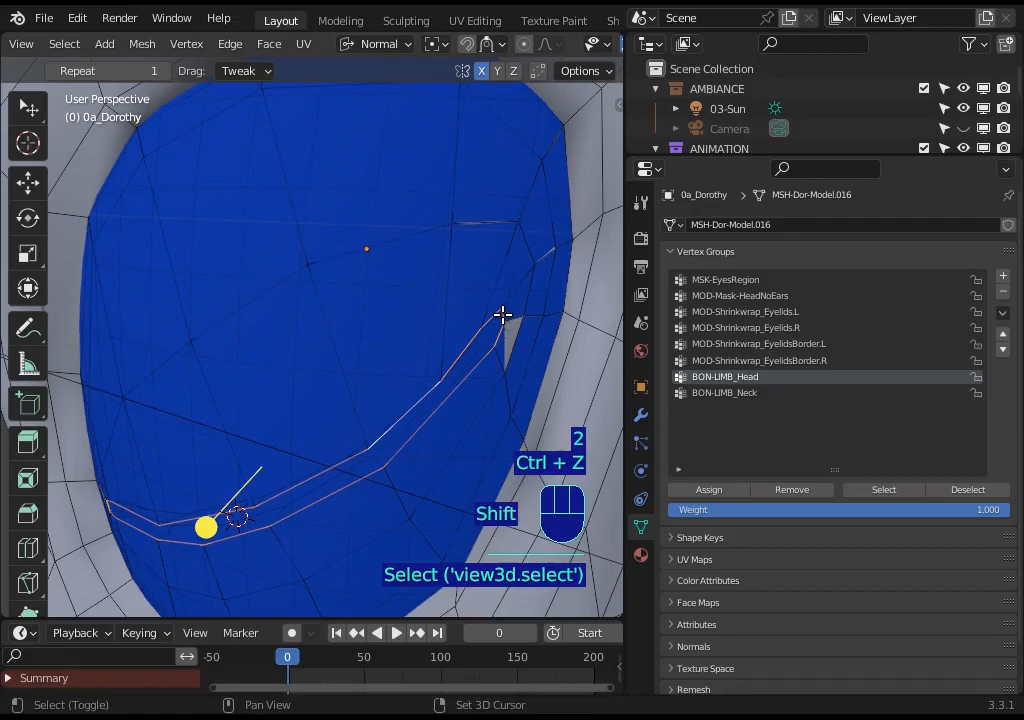 File Edit Render Window Help Layout Modeling Sculpting UV Editing Texture Paint Sh Scene ViewLayer
View Select Add Mesh Vertex Edge Face UV Normal
Repeat 1 Drag: Tweak X Y Z Options
User Perspective
(0) 0a_Dorothy
Scene Collection
AMBIANCE
03-Sun
Camera
ANIMATION
0a_Dorothy > MSH-Dor-Model.016
MSH-Dor-Model.016
Vertex Groups
MSK-EyesRegion
MOD-Mask-HeadNoEars
MOD-Shrinkwrap_Eyelids.L
MOD-Shrinkwrap_Eyelids.R
MOD-Shrinkwrap_EyelidsBorder.L
MOD-Shrinkwrap_EyelidsBorder.R
BON-LIMB_Head
BON-LIMB_Neck
Assign Remove Select Deselect
Weight 1.000
Shape Keys
UV Maps
Color Attributes
Face Maps
Attributes
Normals
Texture Space
Remesh
2
Ctrl + Z
Shift
Select ('view3d.select')
Playback Keying View Marker 0 Start
-50 0 50 100 150 200
Summary
Select (Toggle) Pan View Set 3D Cursor 3.3.1